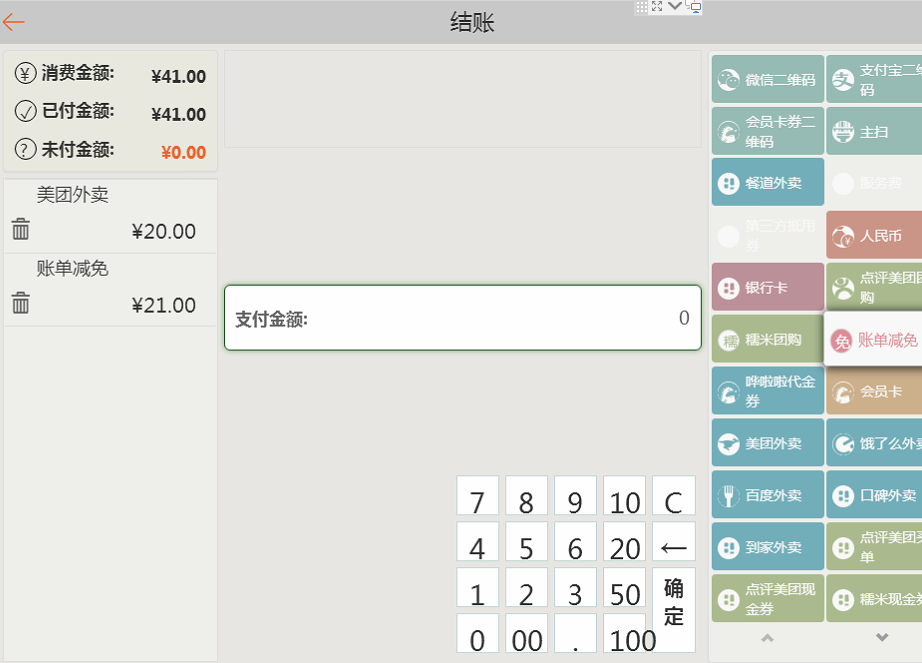 结账
消费金额: ¥41.00
已付金额: ¥41.00
未付金额: ¥0.00
美团外卖
¥20.00
账单减免
¥21.00
支付金额: 0
7 8 9 10 C
4 5 6 20 ←
1 2 3 50 确定
0 00 . 100
微信二维码
支付宝二维
码
会员卡券二
维码
主扫
餐道外卖
服务费
第三方抵用
券
人民币
银行卡
点评美团团
购
糯米团购
账单减免
哗啦啦代金
券
会员卡
美团外卖
饿了么外卖
百度外卖
口碑外卖
到家外卖
点评美团买
单
点评美团现
金券
糯米现金券